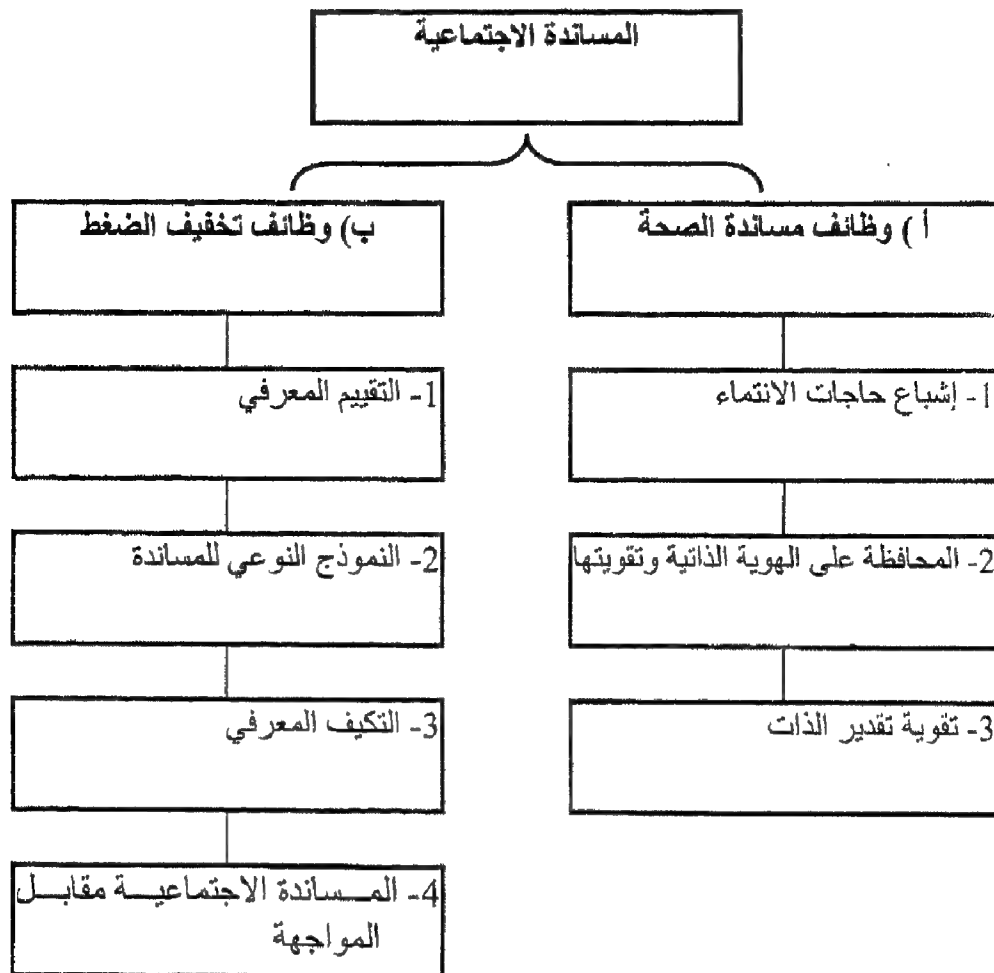 المساندة الاجتماعية
أ ) وظائف مساندة الصحة
1- إشباع حاجات الانتماء
2- المحافظة على الهوية الذاتية وتقويتها
3- تقوية تقدير الذات
ب) وظائف تخفيف الضغط
1- التقييم المعرفي
2- النموذج النوعي للمساندة
3- التكيف المعرفي
4- المساندة الاجتماعية مقابل
المواجهة